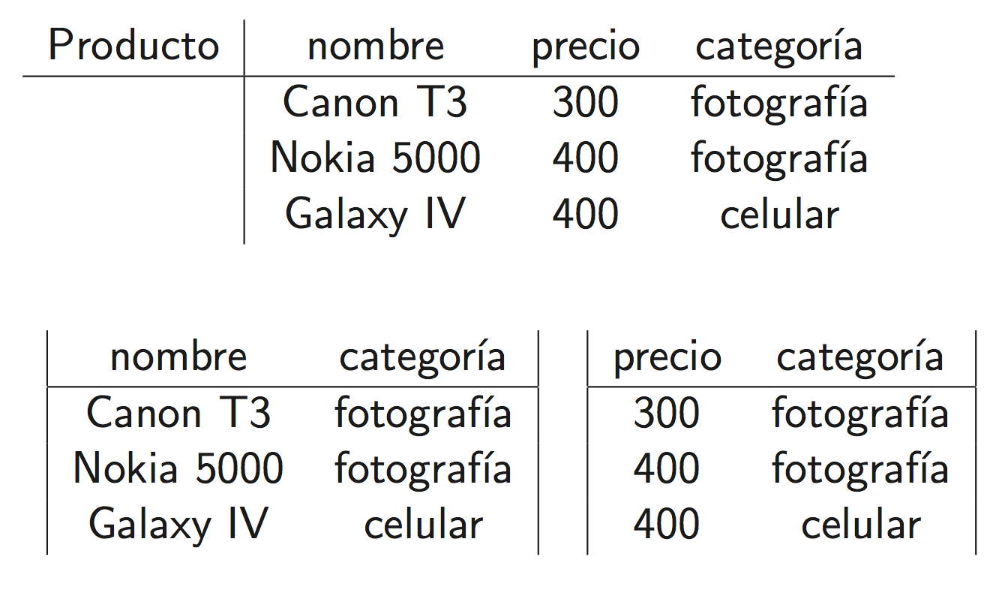 Producto nombre precio categoría
Canon T3 300 fotografía
Nokia 5000 400 fotografía
Galaxy IV 400 celular
nombre categoría precio categoría
Canon T3 fotografía 300 fotografía
Nokia 5000 fotografía 400 fotografía
Galaxy IV celular 400 celular